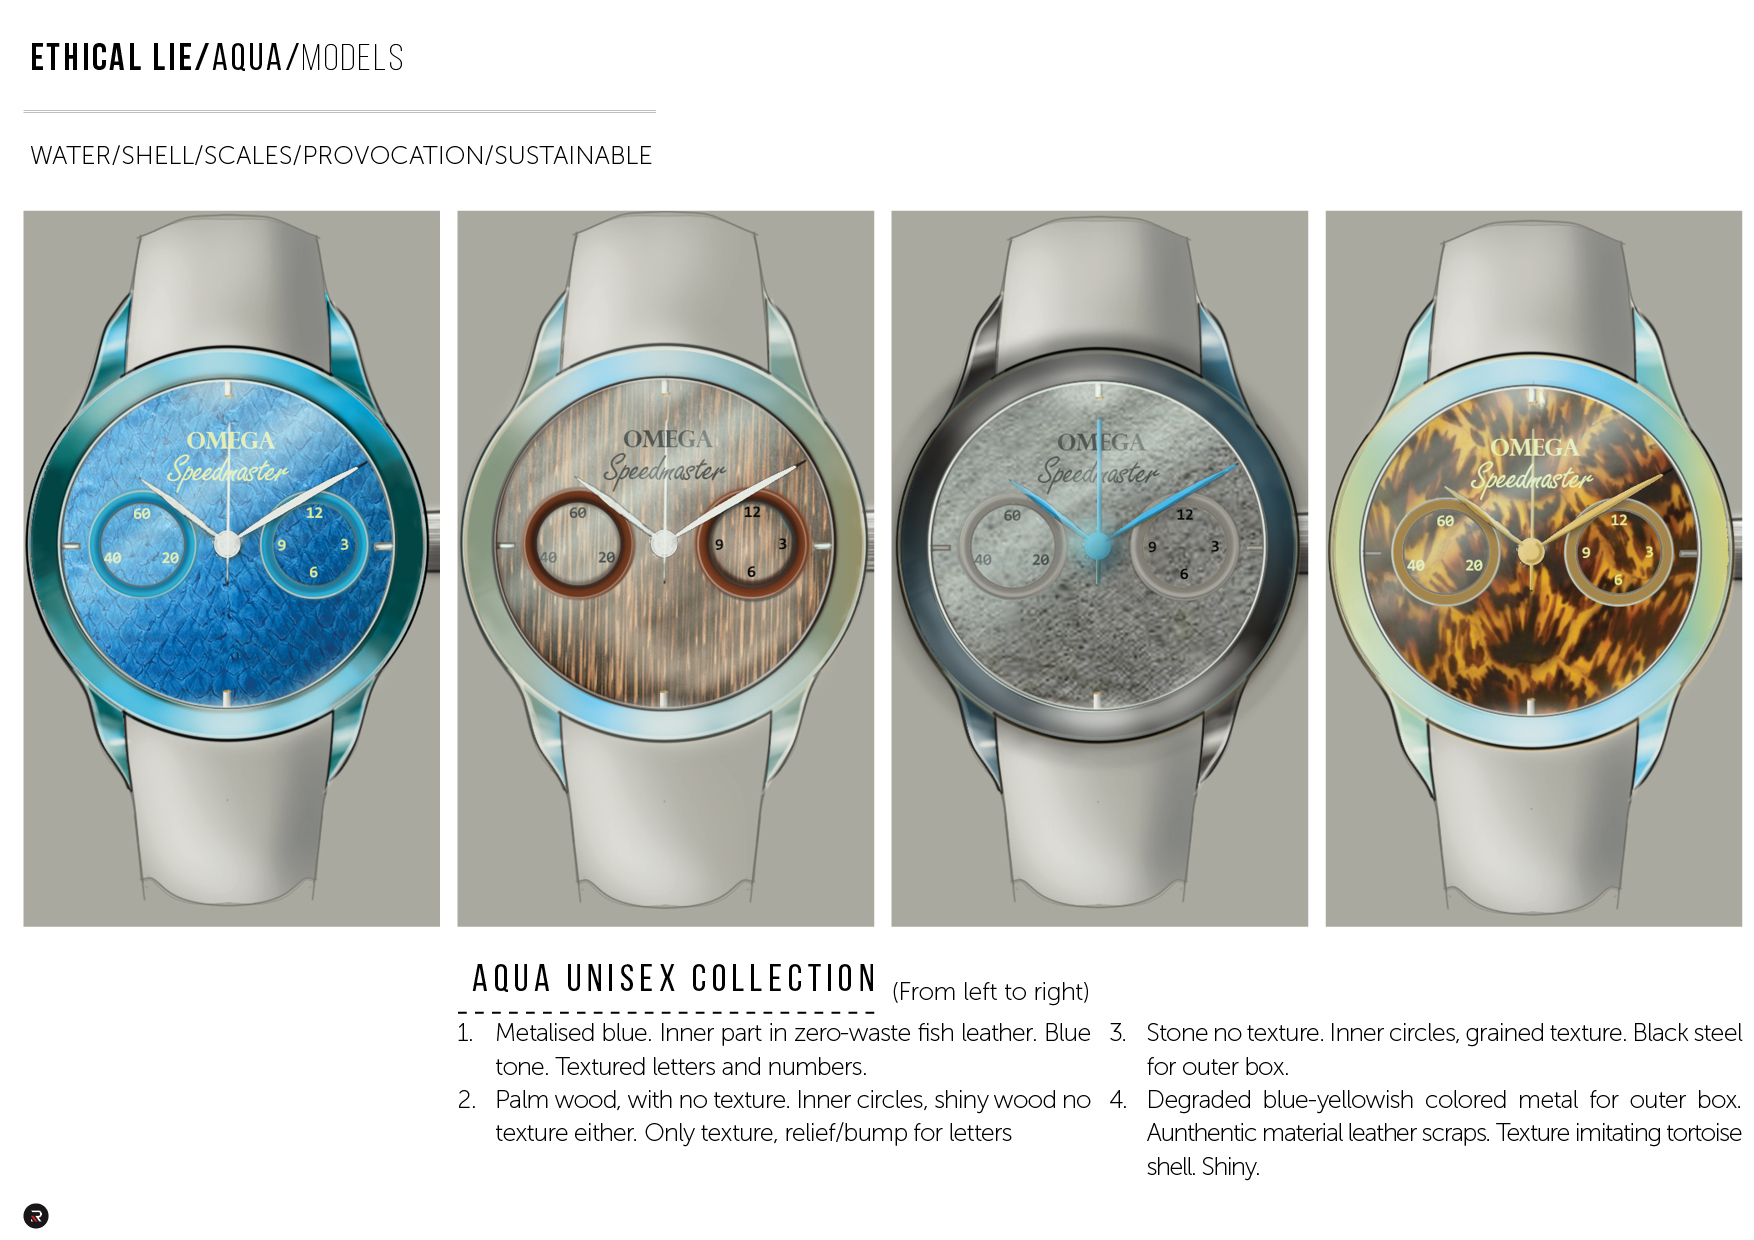 ETHICAL LIE/AQUA/MODELS
WATER/SHELL/SCALES/PROVOCATION/SUSTAINABLE
OMEGA
Speedmaster
60
40
20
12
9
3
6
OMEGA
Speedmaster
60
40
20
12
9
3
6
OMEGA
Speedmaster
60
40
20
12
9
3
6
OMEGA
Speedmaster
60
40
20
12
9
3
6
AQUA UNISEX COLLECTION (From left to right)
1. Metalised blue. Inner part in zero-waste fish leather. Blue
tone. Textured letters and numbers.
2. Palm wood, with no texture. Inner circles, shiny wood no
texture either. Only texture, relief/bump for letters
3. Stone no texture. Inner circles, grained texture. Black steel
for outer box.
4. Degraded blue-yellowish colored metal for outer box.
Aunthentic material leather scraps. Texture imitating tortoise
shell. Shiny.
R